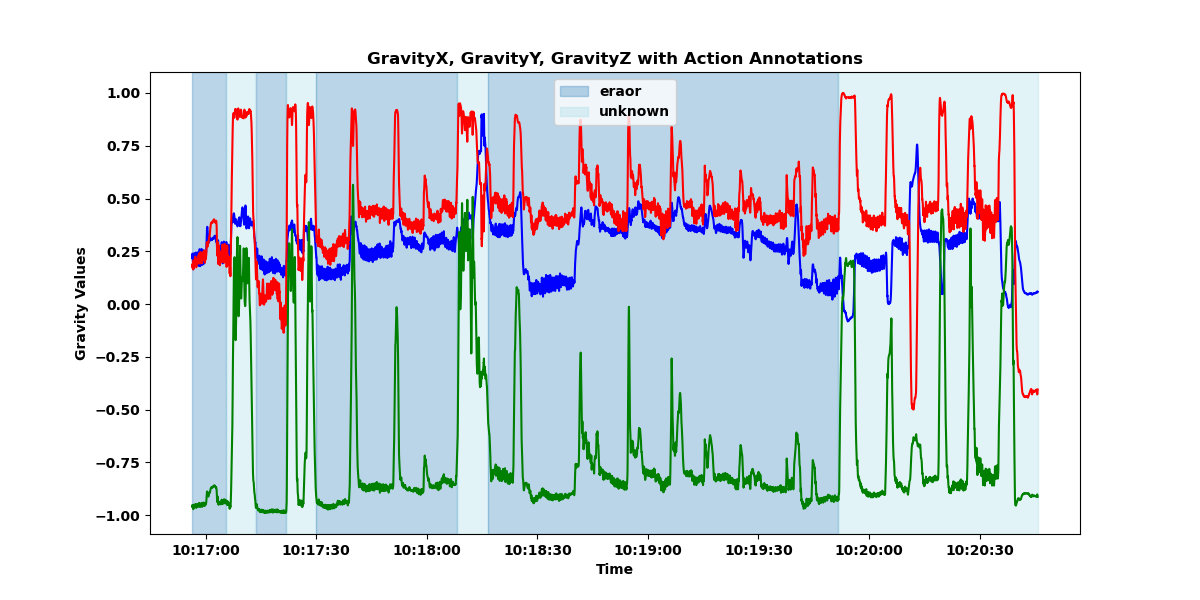 GravityX, GravityY, GravityZ with Action Annotations
eraor
unknown
1.00
0.75
0.50
0.25
0.00
−0.25
−0.50
−0.75
−1.00
Gravity Values
10:17:00 10:17:30 10:18:00 10:18:30 10:19:00 10:19:30 10:20:00 10:20:30
Time